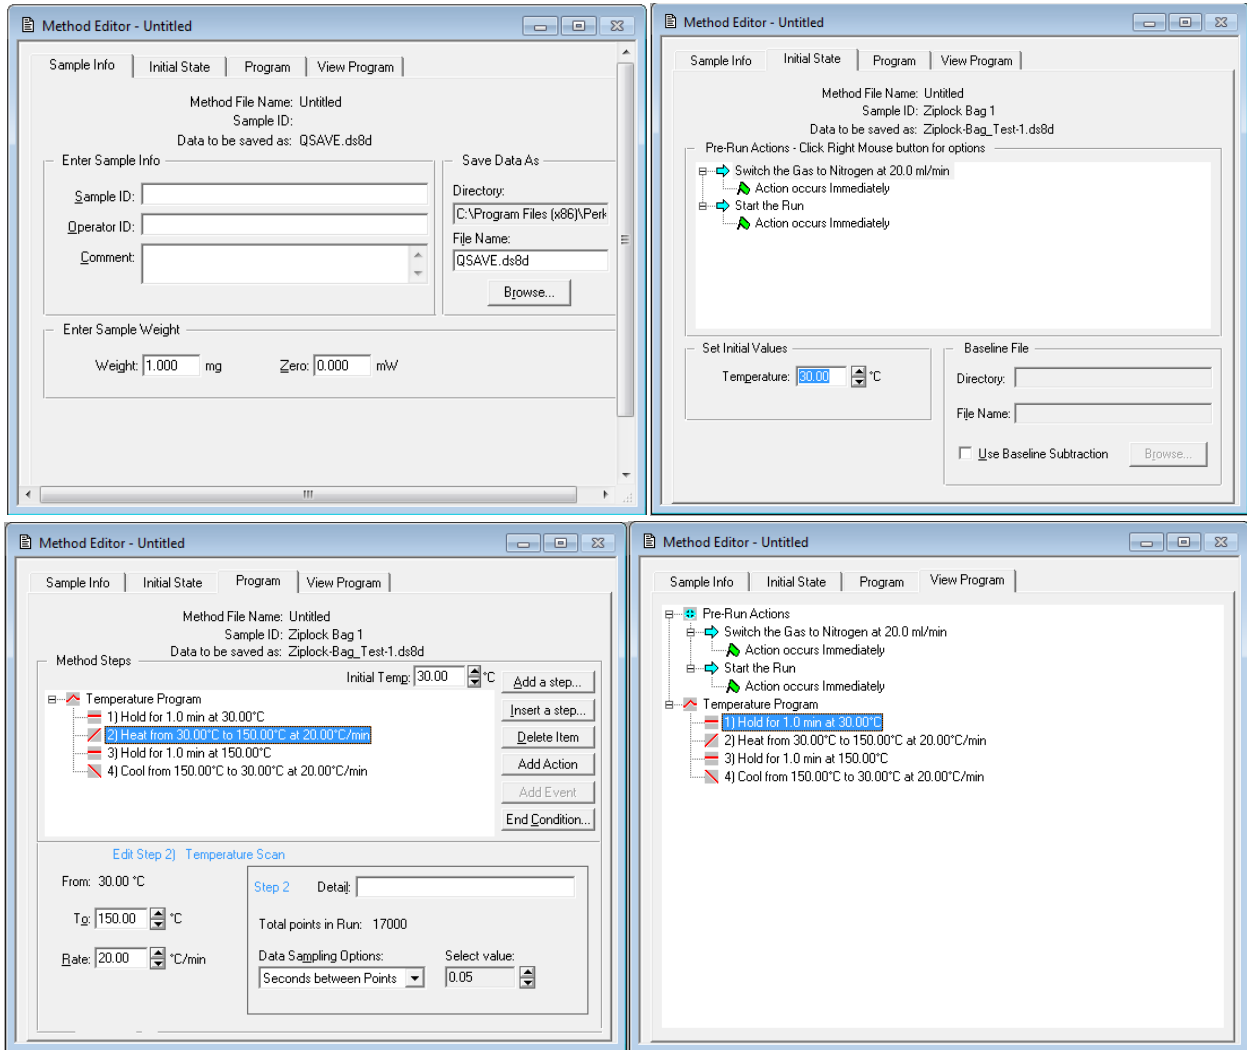 Method Editor - Untitled
Sample Info Initial State Program View Program
Method File Name: Untitled
Sample ID:
Data to be saved as: QSAVE.ds8d
Enter Sample Info
Sample ID:
Operator ID:
Comment:
Save Data As
Directory:
C:\Program Files (x86)\Perk
File Name:
QSAVE.ds8d
Browse...
Enter Sample Weight
Weight: 1.000 mg Zero: 0.000 mW
Method Editor - Untitled
Sample Info Initial State Program View Program
Method File Name: Untitled
Sample ID: Ziplock Bag 1
Data to be saved as: Ziplock-Bag_Test-1.ds8d
Pre-Run Actions - Click Right Mouse button for options
Switch the Gas to Nitrogen at 20.0 ml/min
Action occurs Immediately
Start the Run
Action occurs Immediately
Set Initial Values
Temperature: 30.00 °C
Baseline File
Directory:
File Name:
Use Baseline Subtraction Browse...
Method Editor - Untitled
Sample Info Initial State Program View Program
Method File Name: Untitled
Sample ID: Ziplock Bag 1
Data to be saved as: Ziplock-Bag_Test-1.ds8d
Method Steps
Initial Temp: 30.00 °C
Temperature Program
1) Hold for 1.0 min at 30.00°C
2) Heat from 30.00°C to 150.00°C at 20.00°C/min
3) Hold for 1.0 min at 150.00°C
4) Cool from 150.00°C to 30.00°C at 20.00°C/min
Add a step...
Insert a step...
Delete Item
Add Action
Add Event
End Condition...
Edit Step 2) Temperature Scan
From: 30.00 °C
To: 150.00 °C
Rate: 20.00 °C/min
Step 2 Detail:
Total points in Run: 17000
Data Sampling Options: Select value:
Seconds between Points 0.05
Method Editor - Untitled
Sample Info Initial State Program View Program
Pre-Run Actions
Switch the Gas to Nitrogen at 20.0 ml/min
Action occurs Immediately
Start the Run
Action occurs Immediately
Temperature Program
1) Hold for 1.0 min at 30.00°C
2) Heat from 30.00°C to 150.00°C at 20.00°C/min
3) Hold for 1.0 min at 150.00°C
4) Cool from 150.00°C to 30.00°C at 20.00°C/min